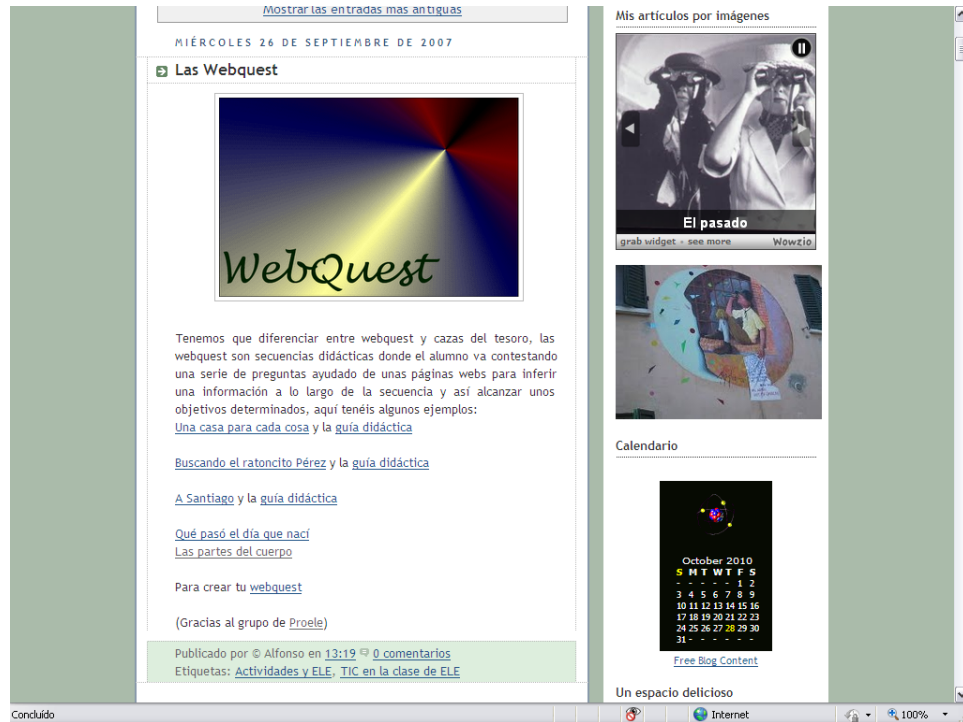 Mostrar las entradas más antiguas
MIÉRCOLES 26 DE SEPTIEMBRE DE 2007
Las Webquest
WebQuest
Tenemos que diferenciar entre webquest y cazas del tesoro, las
webquest son secuencias didácticas donde el alumno va contestando
una serie de preguntas ayudado de unas páginas webs para inferir
una información a lo largo de la secuencia y así alcanzar unos
objetivos determinados, aquí tenéis algunos ejemplos:
Una casa para cada cosa y la guía didáctica
Buscando el ratoncito Pérez y la guía didáctica
A Santiago y la guía didáctica
Qué pasó el día que nací
Las partes del cuerpo
Para crear tu webquest
(Gracias al grupo de Proele)
Publicado por © Alfonso en 13:19 0 comentarios
Etiquetas: Actividades y ELE, TIC en la clase de ELE
Mis artículos por imágenes
El pasado
grab widget - see more Wowzio
Calendario
October 2010
S M T W T F S
- - - - - 1 2
3 4 5 6 7 8 9
10 11 12 13 14 15 16
17 18 19 20 21 22 23
24 25 26 27 28 29 30
31 - - - - - -
Free Blog Content
Un espacio delicioso
Concluído
Internet
100%